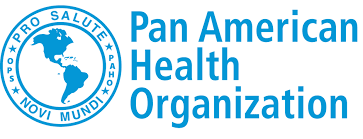 PRO SALUTE
OPS
PAHO
NOVI MUNDI
Pan American
Health
Organization